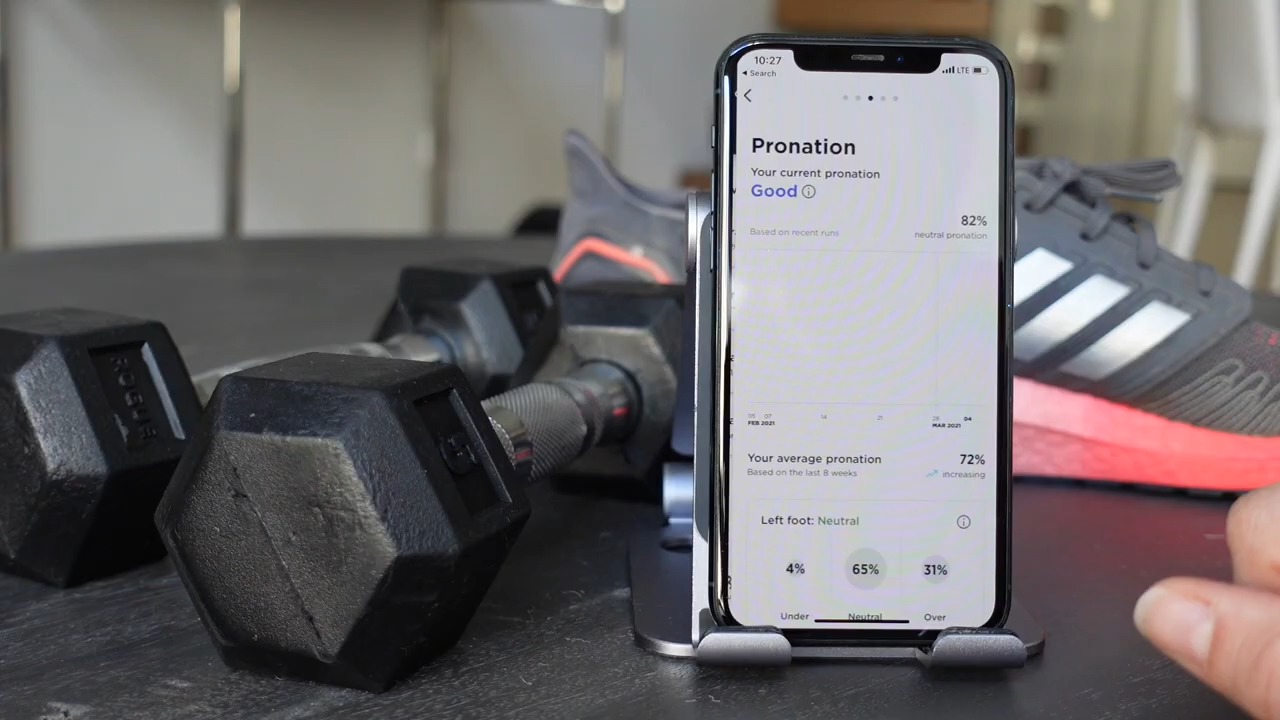 10:27
LTE
Search
Pronation
Your current pronation
Good
82%
Based on recent runs
neutral pronation
05 07 14 21 28 04
FEB 2021 MAR 2021
Your average pronation 72%
Based on the last 8 weeks increasing
Left foot: Neutral
4% 65% 31%
Under Neutral Over
ROGUE